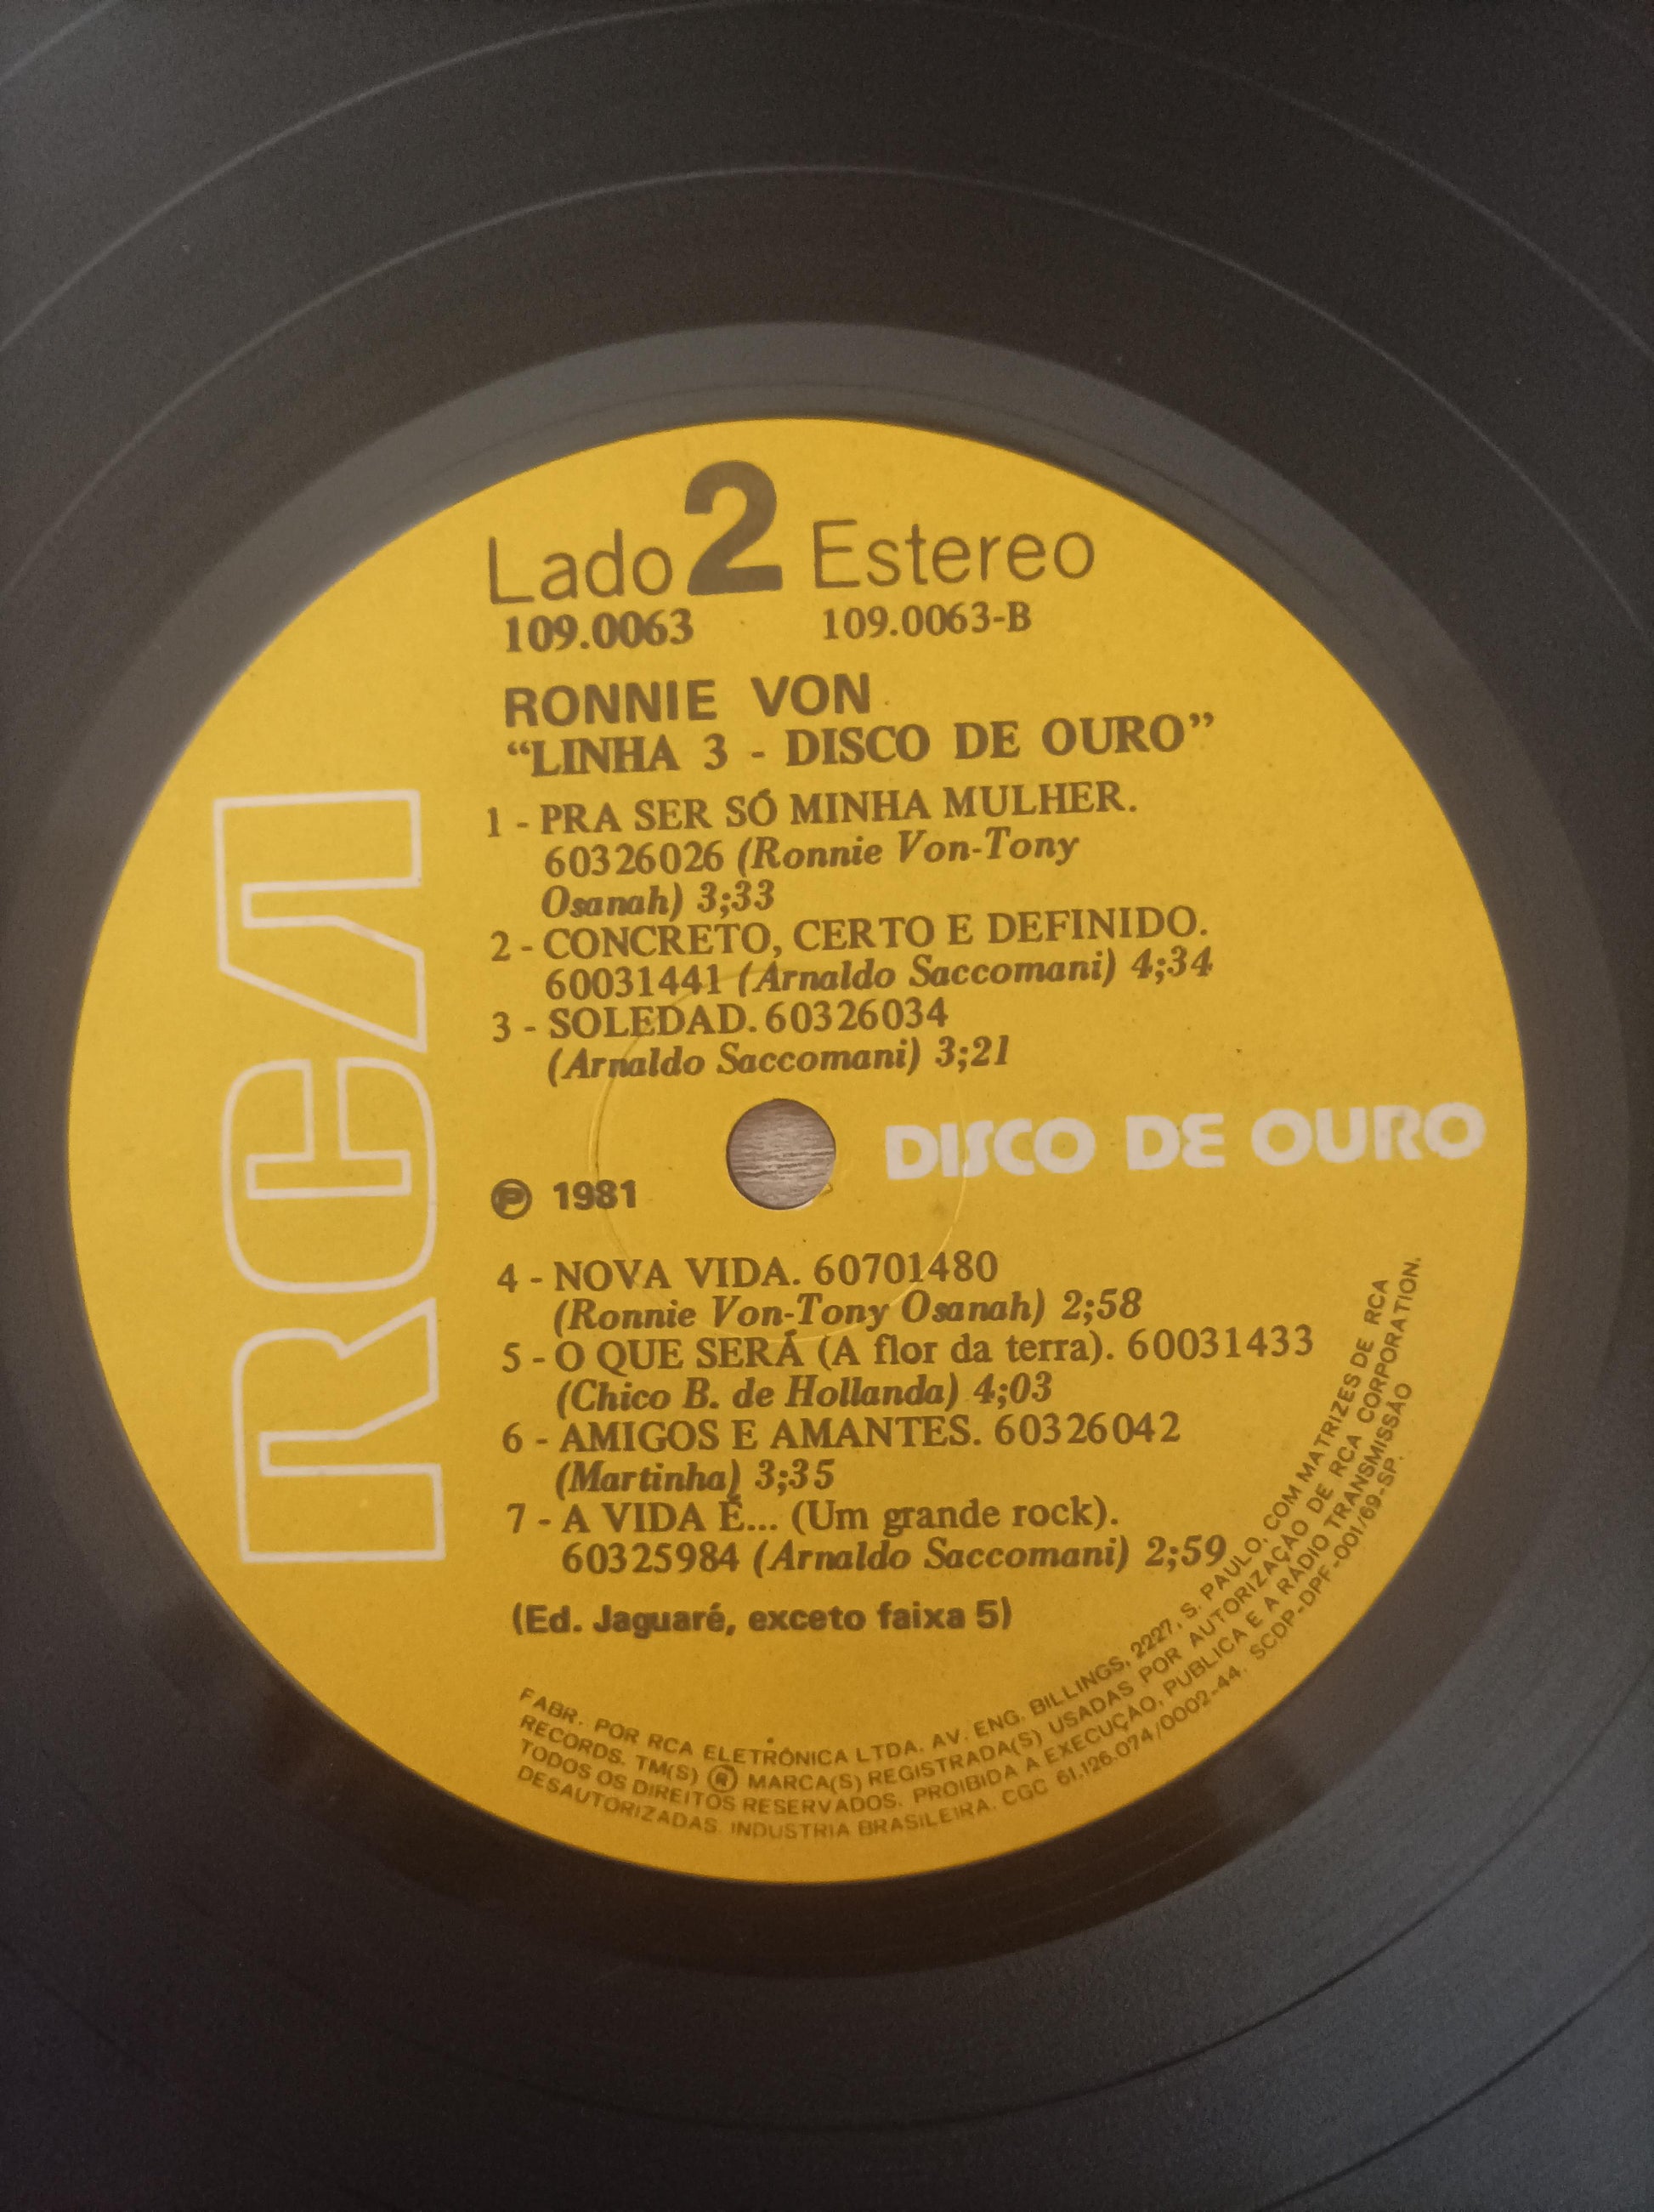 Lado 2 Estereo
109.0063 109.0063-B
RONNIE VON
“LINHA 3 - DISCO DE OURO”
1 - PRA SER SÓ MINHA MULHER.
60326026 (Ronnie Von-Tony
Osanah) 3;33
2 - CONCRETO, CERTO E DEFINIDO.
60031441 (Arnaldo Saccomani) 4;34
3 - SOLEDAD. 60326034
(Arnaldo Saccomani) 3;21
RCA
DISCO DE OURO
Ⓟ 1981
4 - NOVA VIDA. 60701480
(Ronnie Von-Tony Osanah) 2;58
5 - O QUE SERÁ (A flor da terra). 60031433
(Chico B. de Hollanda) 4;03
6 - AMIGOS E AMANTES. 60326042
(Martinha) 3;35
7 - A VIDA É... (Um grande rock).
60325984 (Arnaldo Saccomani) 2;59
(Ed. Jaguaré, exceto faixa 5)
FABR. POR RCA ELETRÔNICA LTDA. AV. ENG. BILLINGS, 2227, S. PAULO, COM MATRIZES DE RCA
RECORDS. TM(S) ® MARCA(S) REGISTRADA(S) USADAS POR AUTORIZAÇÃO DE RCA CORPORATION.
TODOS OS DIREITOS RESERVADOS. PROIBIDA A EXECUÇÃO, PUBLICA E A RÁDIO TRANSMISSÃO
DESAUTORIZADAS. INDUSTRIA BRASILEIRA. CGC 61.126.074/0002-44. SCDP-DPF-001/69-SP.